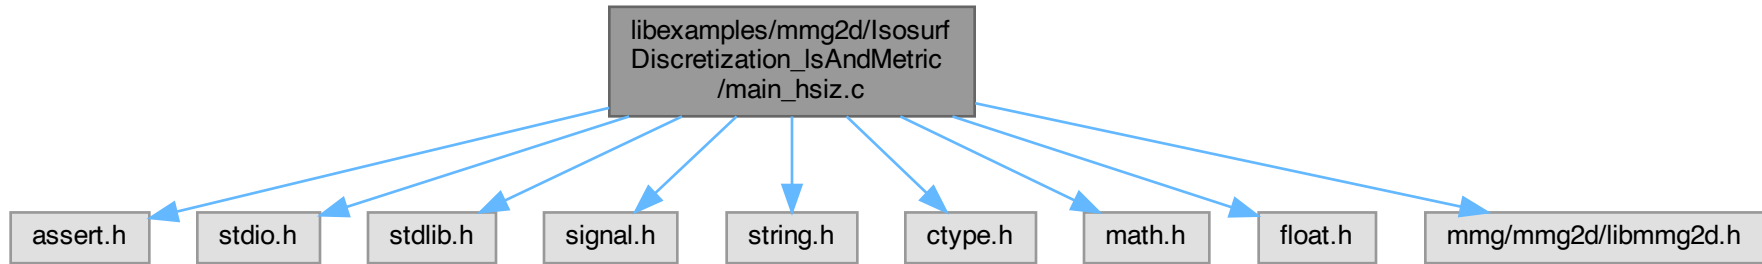 libexamples/mmg2d/Isosurf
Discretization_lsAndMetric
/main_hsiz.c
assert.h
stdio.h
stdlib.h
signal.h
string.h
ctype.h
math.h
float.h
mmg/mmg2d/libmmg2d.h